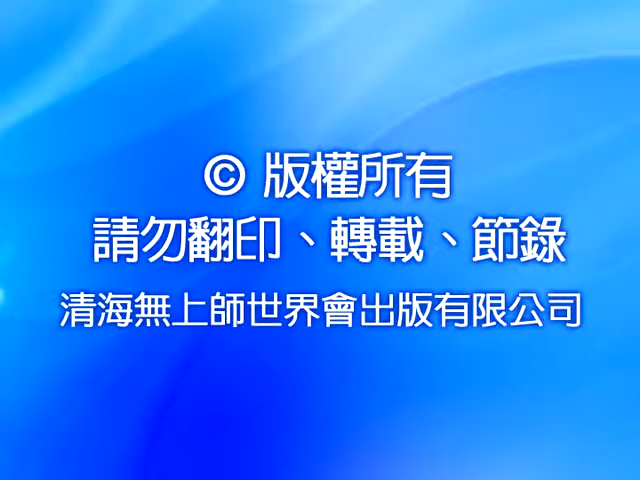 © 版權所有
請勿翻印、轉載、節錄
清海無上師世界會出版有限公司